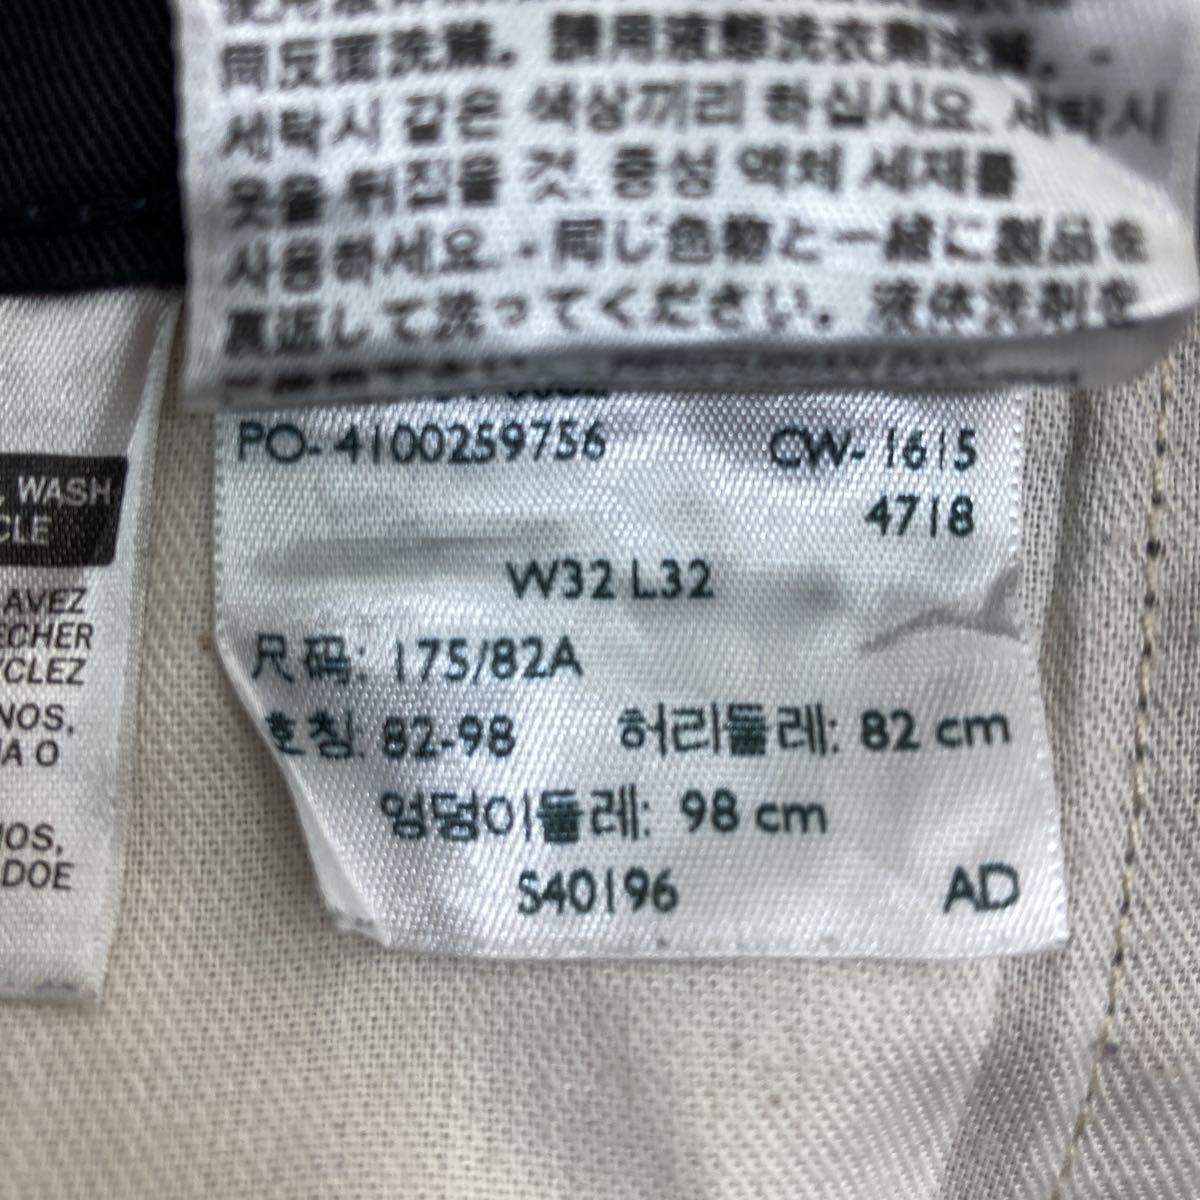 同反面洗滌。請用液態洗衣劑洗滌。-
세탁시 같은 색상끼리 하십시요. 세탁시
옷을 뒤집을 것. 중성 액체 세제를
사용하세요. - 同じ色物と一緒に製品を
裏返して洗ってください。液体洗剤を
PO-4100259756 CW-1615
4718
W32 L32
尺码: 175/82A
호칭: 82-98 허리둘레: 82 cm
엉덩이둘레: 98 cm
S40196 AD
WASH
CLE
AVEZ
ECHER
YCLEZ
NOS,
UA O
NOS,
DOE